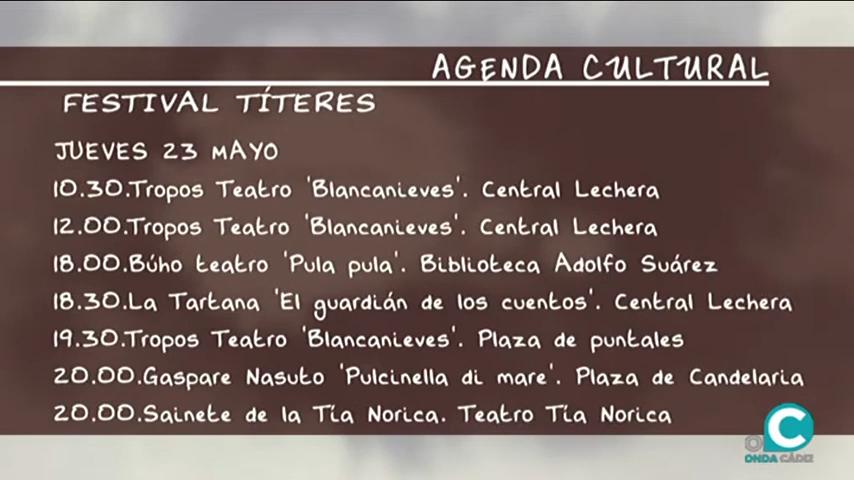 AGENDA CULTURAL
FESTIVAL TÍTERES
JUEVES 23 MAYO
10.30.Tropos Teatro 'Blancanieves'. Central Lechera
12.00.Tropos Teatro 'Blancanieves'. Central Lechera
18.00.Búho teatro 'Pula pula'. Biblioteca Adolfo Suárez
18.30.La Tartana 'El guardián de los cuentos'. Central Lechera
19.30.Tropos Teatro 'Blancanieves'. Plaza de puntales
20.00.Gaspare Nasuto 'Pulcinella di mare'. Plaza de Candelaria
20.00.Sainete de la Tía Norica. Teatro Tía Norica
OC
ONDA CÁDIZ